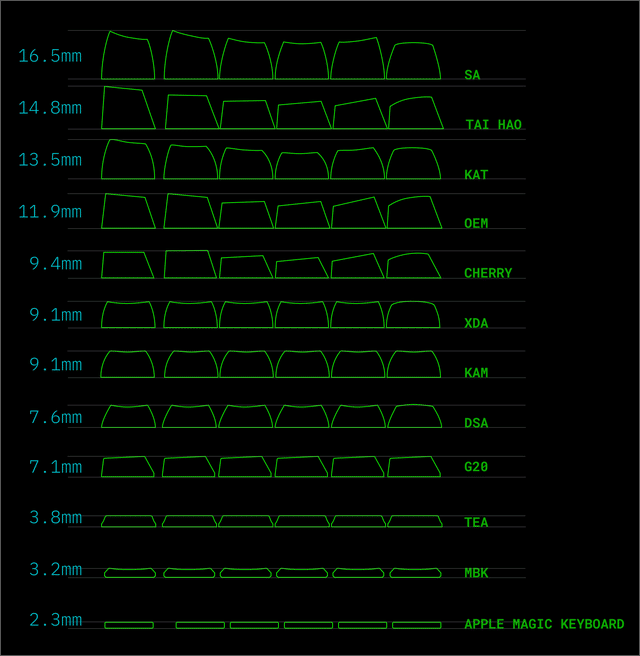 16.5mm SA
14.8mm TAI HAO
13.5mm KAT
11.9mm OEM
9.4mm CHERRY
9.1mm XDA
9.1mm KAM
7.6mm DSA
7.1mm G20
3.8mm TEA
3.2mm MBK
2.3mm APPLE MAGIC KEYBOARD